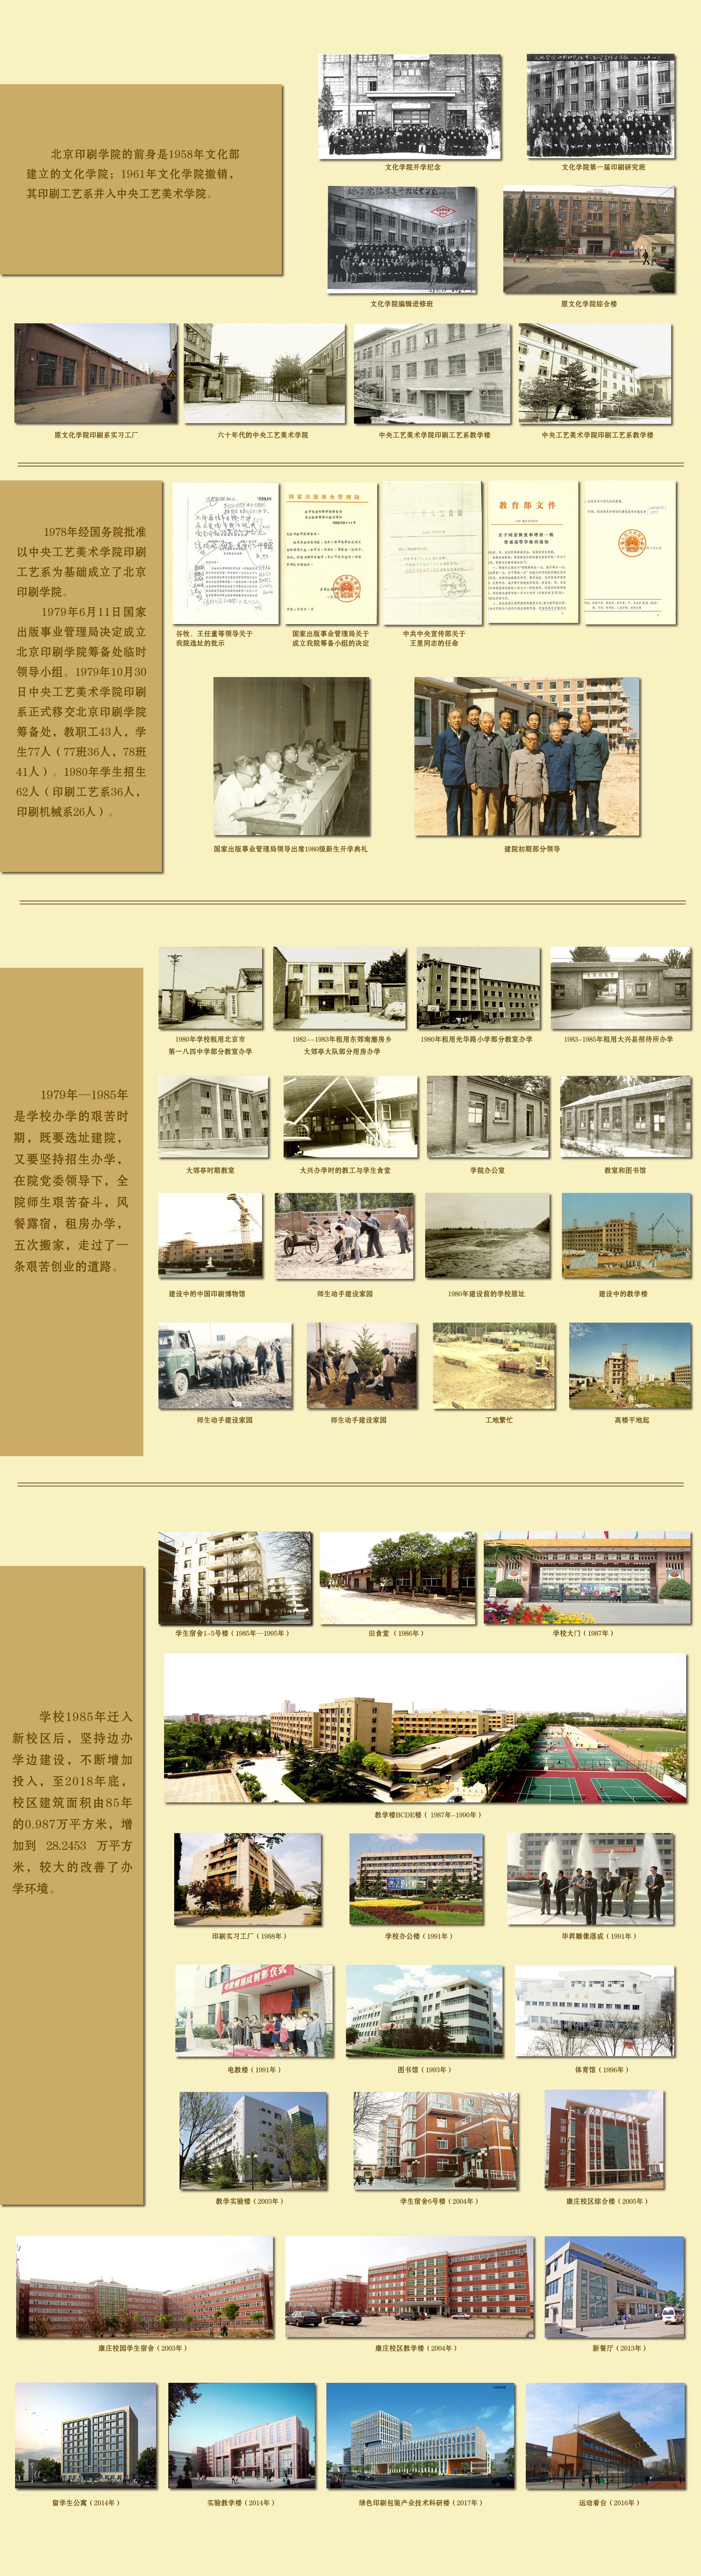 北京印刷学院的前身是1958年文化部
建立的文化学院；1961年文化学院撤销，
其印刷工艺系并入中央工艺美术学院。
文化学院开学纪念
文化学院第一届印刷研究班
文化学院编辑进修班
原文化学院综合楼
原文化学院印刷系实习工厂
六十年代的中央工艺美术学院
中央工艺美术学院印刷工艺系教学楼
中央工艺美术学院印刷工艺系教学楼
1978年经国务院批准
以中央工艺美术学院印刷
工艺系为基础成立了北京
印刷学院。
1979年6月11日国家
出版事业管理局决定成立
北京印刷学院筹备处临时
领导小组。1979年10月30
日中央工艺美术学院印刷
系正式移交北京印刷学院
筹备处，教职工43人，学
生77人（77班36人，78班
41人）。1980年学生招生
62人（印刷工艺系36人，
印刷机械系26人）。
国家出版事业管理局
教育部文件
关于同意恢复和增设一批
普通高等学校的通知
谷牧、王任重等领导关于
我院选址的批示
国家出版事业管理局关于
成立我院筹备小组的决定
中共中央宣传部关于
王里同志的任命
国家出版事业管理局领导出席1980级新生开学典礼
建院初期部分领导
1979年—1985年
是学校办学的艰苦时
期，既要选址建院，
又要坚持招生办学，
在院党委领导下，全
院师生艰苦奋斗，风
餐露宿，租房办学，
五次搬家，走过了一
条艰苦创业的道路。
1980年学校租用北京市
第一八四中学部分教室办学
1982--1983年租用东郊南磨房乡
大郊亭大队部分用房办学
1980年租用光华路小学部分教室办学
1983-1985年租用大兴县招待所办学
大郊亭时期教室
大兴办学时的教工与学生食堂
学院办公室
教室和图书馆
建设中的中国印刷博物馆
师生动手建设家园
1980年建设前的学校原址
建设中的教学楼
师生动手建设家园
师生动手建设家园
工地繁忙
高楼平地起
学校1985年迁入
新校区后，坚持边办
学边建设，不断增加
投入，至2018年底，
校区建筑面积由85年
的0.987万平方米，增
加到 28.2453 万平方
米，较大的改善了办
学环境。
学生宿舍1-5号楼（1985年—1995年）
旧食堂 （1986年）
学校大门（1987年）
教学楼BCDE楼（ 1987年-1990年）
印刷实习工厂（1988年）
学校办公楼（1991年）
毕昇雕像落成（1991年）
电教楼（1991年）
图书馆（1993年）
体育馆（1996年）
教学实验楼（2003年）
学生宿舍6号楼（2004年）
康庄校区综合楼（2005年）
康庄校园学生宿舍（2003年）
康庄校区教学楼（2004年）
新餐厅（2013年）
留学生公寓（2014年）
实验教学楼（2014年）
绿色印刷包装产业技术科研楼（2017年）
运动看台（2016年）